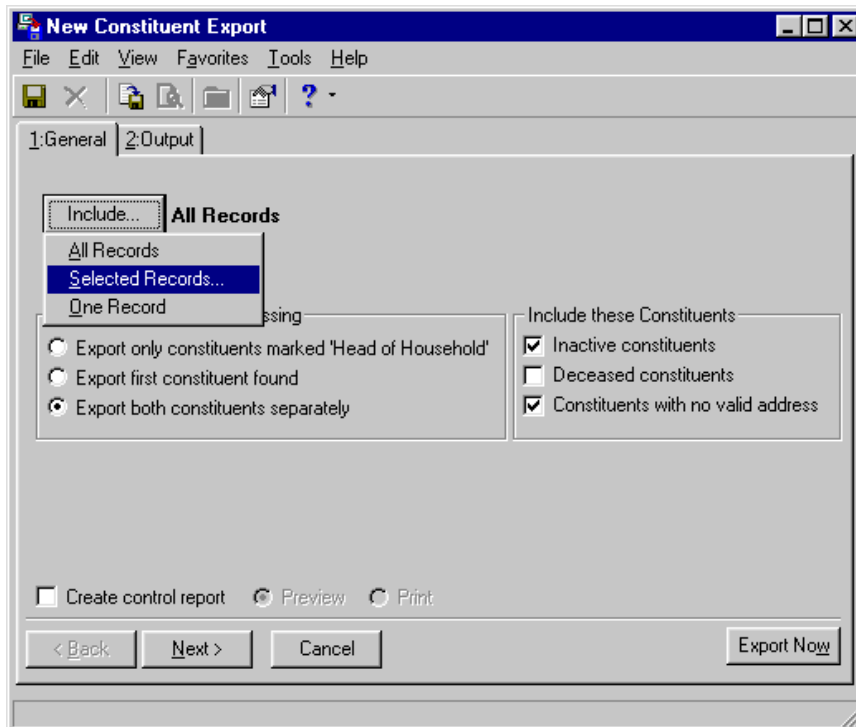 New Constituent Export
File Edit View Favorites Tools Help
1:General 2:Output
Include... All Records
All Records
Selected Records...
One Record
Export only constituents marked 'Head of Household'
Export first constituent found
Export both constituents separately
Include these Constituents
Inactive constituents
Deceased constituents
Constituents with no valid address
Create control report Preview Print
< Back Next > Cancel Export Now